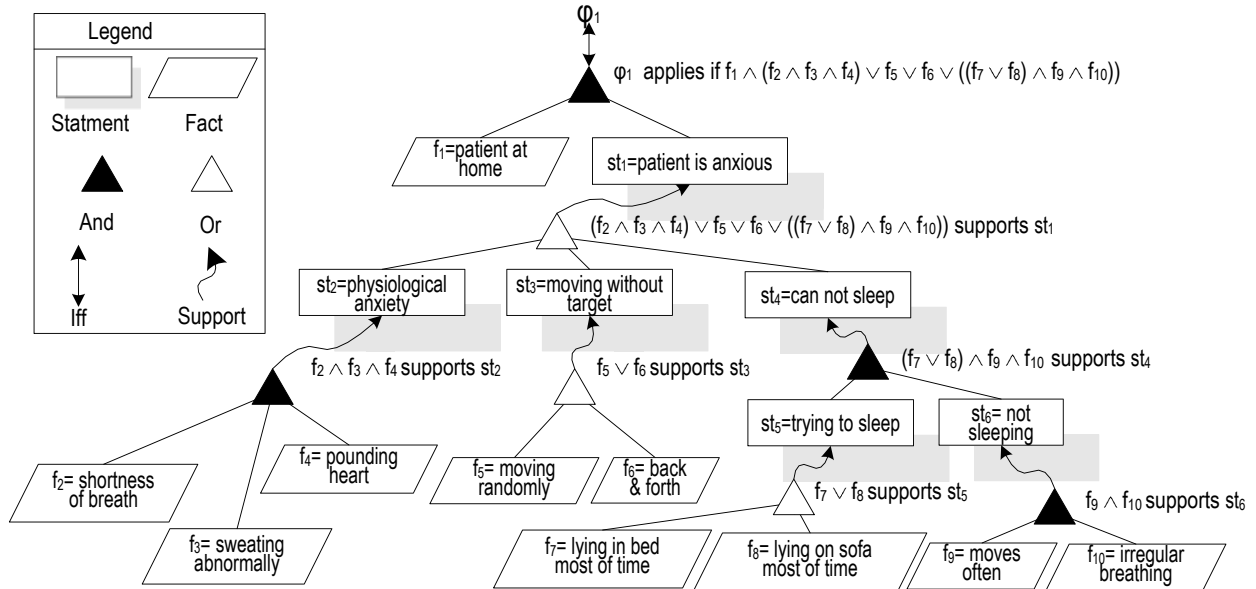 Legend
Statment
Fact
And
Or
Iff
Support
φ₁
φ₁ applies if f₁ ∧ (f₂ ∧ f₃ ∧ f₄) ∨ f₅ ∨ f₆ ∨ ((f₇ ∨ f₈) ∧ f₉ ∧ f₁₀))
f₁=patient at
home
st₁=patient is anxious
(f₂ ∧ f₃ ∧ f₄) ∨ f₅ ∨ f₆ ∨ ((f₇ ∨ f₈) ∧ f₉ ∧ f₁₀)) supports st₁
st₂=physiological
anxiety
st₃=moving without
target
st₄=can not sleep
f₂ ∧ f₃ ∧ f₄ supports st₂
f₅ ∨ f₆ supports st₃
(f₇ ∨ f₈) ∧ f₉ ∧ f₁₀ supports st₄
st₅=trying to sleep
st₆= not
sleeping
f₂= shortness
of breath
f₄= pounding
heart
f₅= moving
randomly
f₆= back
& forth
f₇ ∨ f₈ supports st₅
f₉ ∧ f₁₀ supports st₆
f₃= sweating
abnormally
f₇= lying in bed
most of time
f₈= lying on sofa
most of time
f₉= moves
often
f₁₀= irregular
breathing